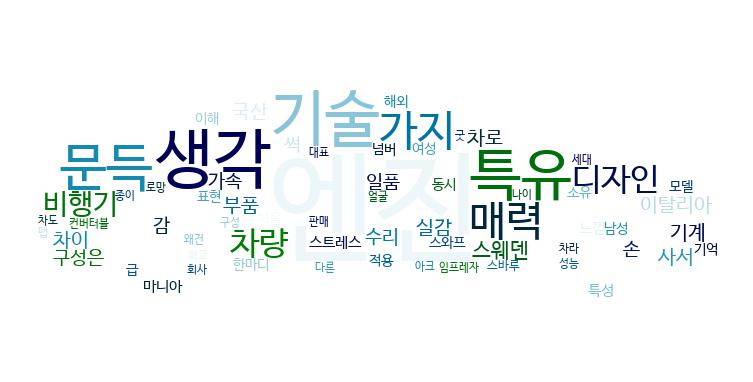 해외
이해
국산
기술
가지
굿
차로
썩
대표
넘버
여성
문득
생각
엔진
특유
세대
디자인
가속
일품
동시
나이
소유
모델
로망
종이
표현
부품
얼굴
이탈리아
비행기
매력
차도
컨버터블
감
구성
판매
실감
느낌
남성
기계
맵
차이
왜건
차량
스트레스
수리
스와프
스웨덴
차라
손
기억
구성은
급
회사
한마디
다른
적용
아크
임프레자
스바루
성능
사서
마니아
특성